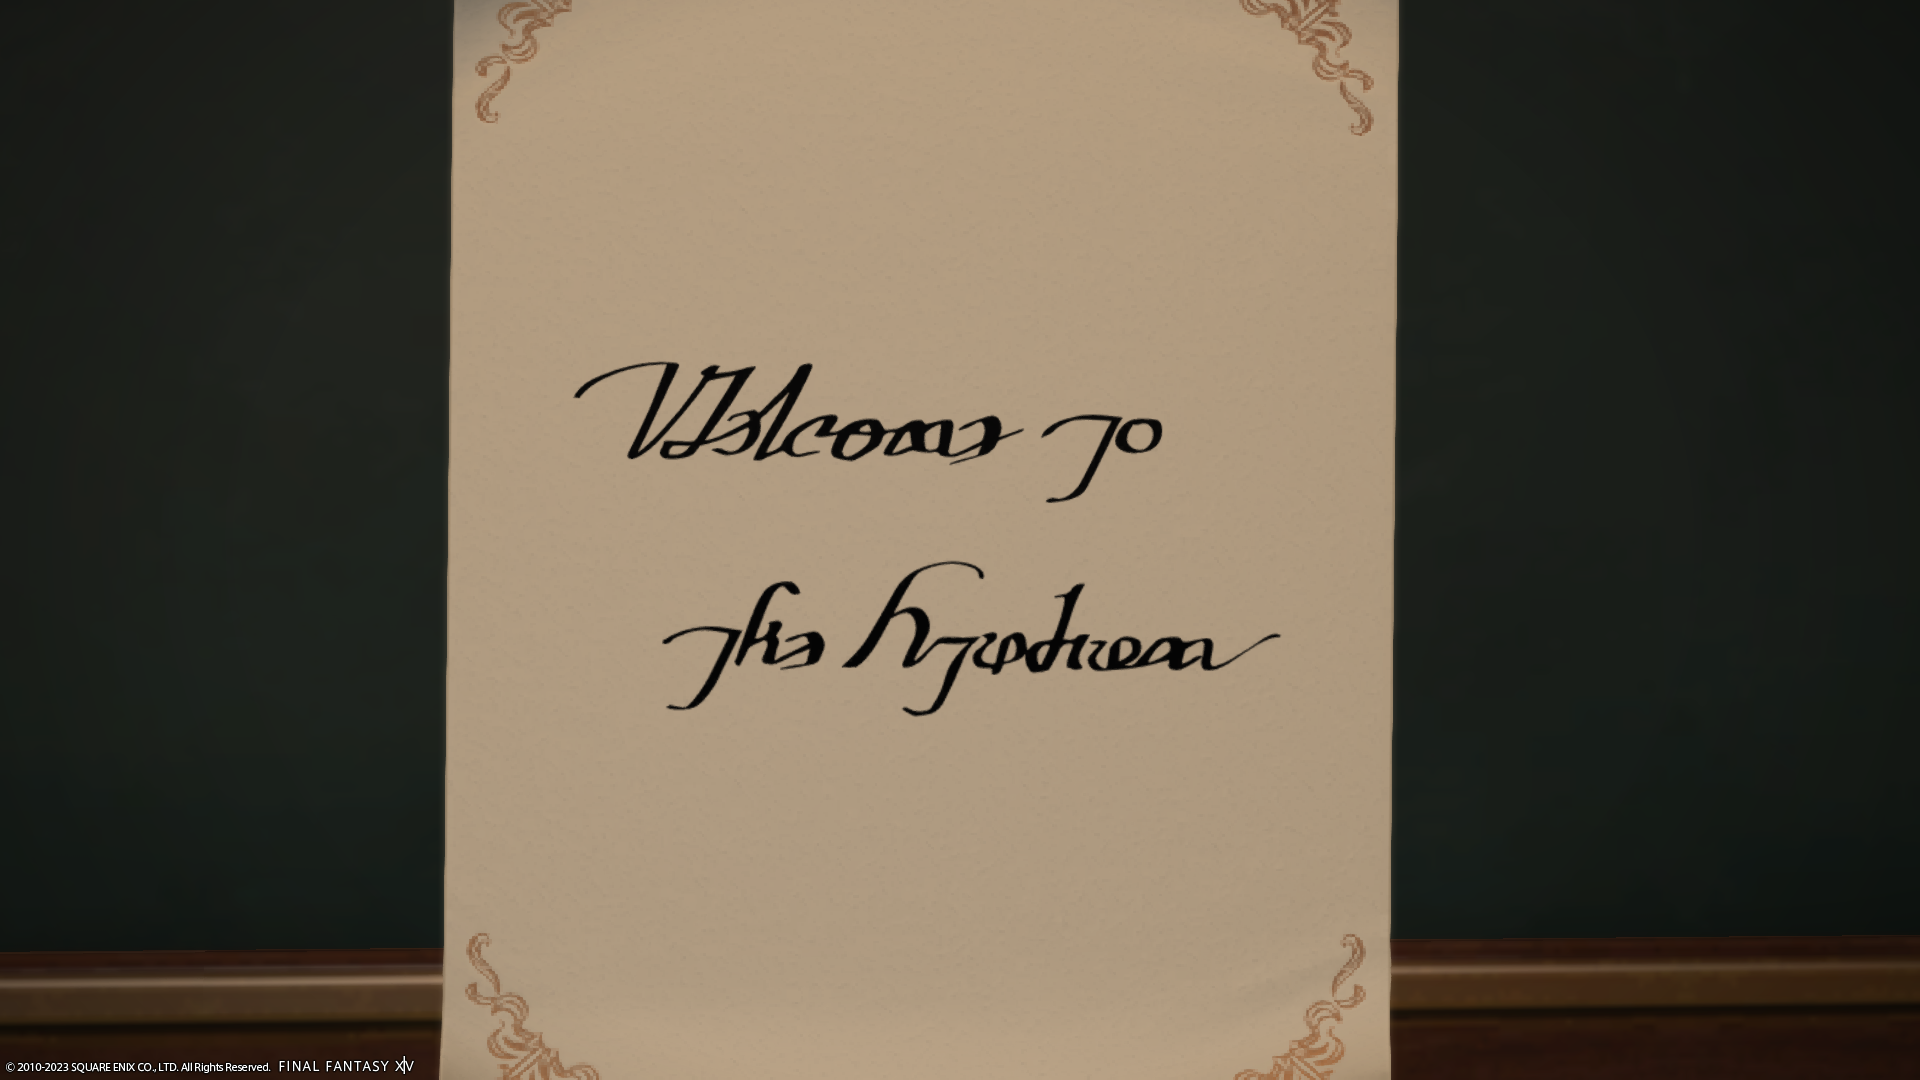 Welcome to
the
© 2010-2023 SQUARE ENIX CO., LTD. All Rights Reserved. FINAL FANTASY XIV